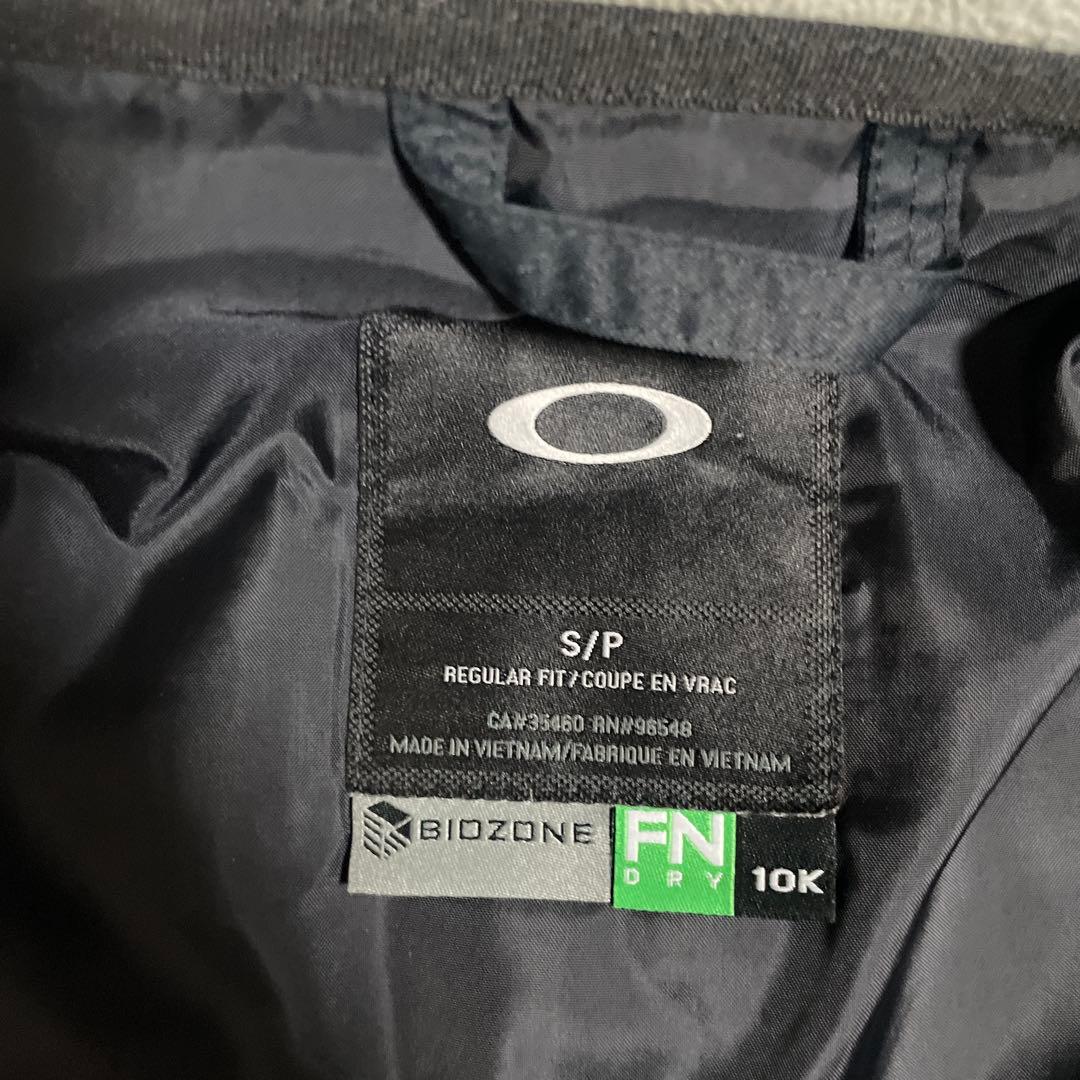 S/P
REGULAR FIT/COUPE EN VRAC
CA#35460 RN#96548
MADE IN VIETNAM/FABRIQUE EN VIETNAM
BIOZONE
FN
DRY
10K